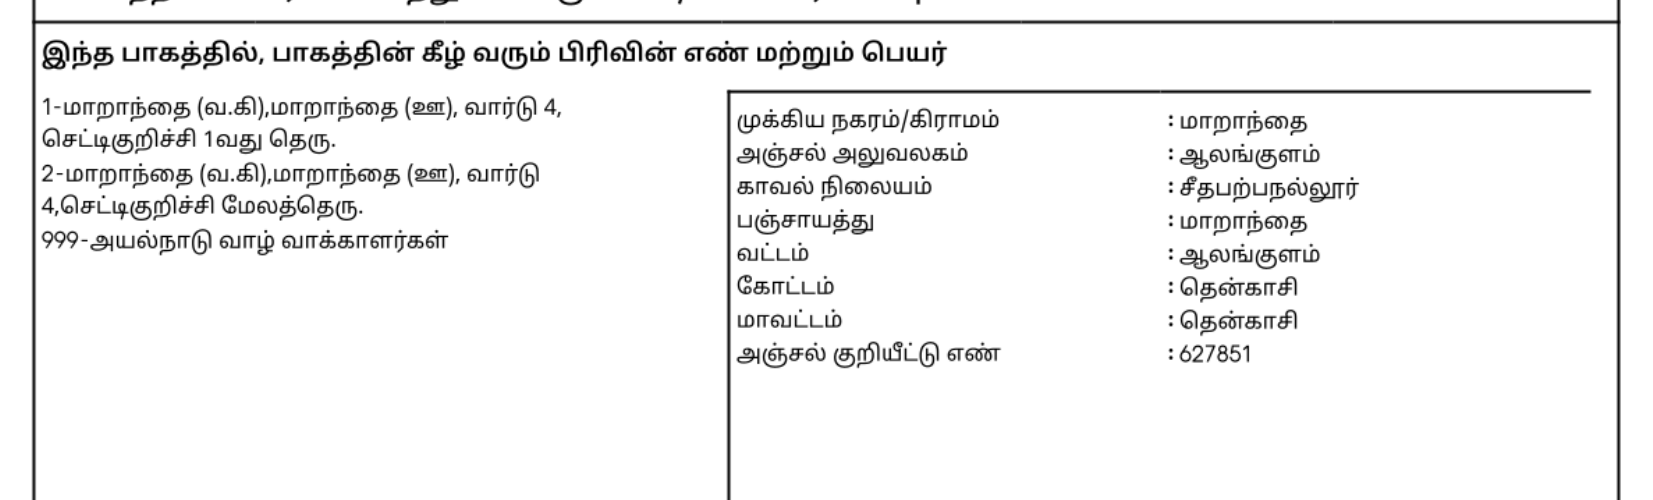 இந்த பாகத்தில், பாகத்தின் கீழ் வரும் பிரிவின் எண் மற்றும் பெயர்
1-மாறாந்தை (வ.கி),மாறாந்தை (ஊ), வார்டு 4,
செட்டிகுறிச்சி 1வது தெரு.
2-மாறாந்தை (வ.கி),மாறாந்தை (ஊ), வார்டு
4,செட்டிகுறிச்சி மேலத்தெரு.
999-அயல்நாடு வாழ் வாக்காளர்கள்
முக்கிய நகரம்/கிராமம் : மாறாந்தை
அஞ்சல் அலுவலகம் : ஆலங்குளம்
காவல் நிலையம் : சீதபற்பநல்லூர்
பஞ்சாயத்து : மாறாந்தை
வட்டம் : ஆலங்குளம்
கோட்டம் : தென்காசி
மாவட்டம் : தென்காசி
அஞ்சல் குறியீட்டு எண் : 627851